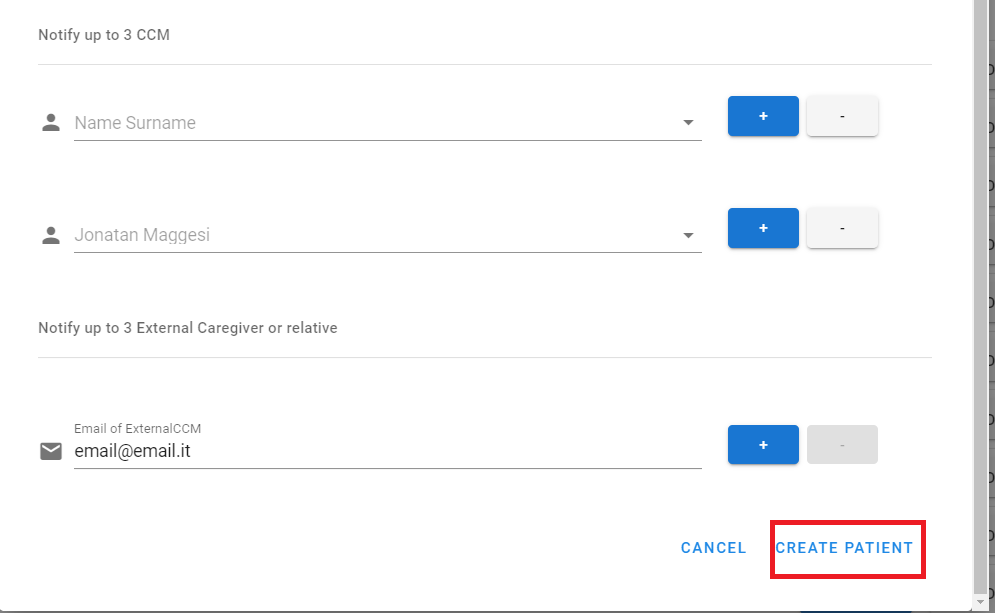 Notify up to 3 CCM
Name Surname + -
Jonatan Maggesi + -
Notify up to 3 External Caregiver or relative
Email of ExternalCCM
email@email.it + -
CANCEL CREATE PATIENT